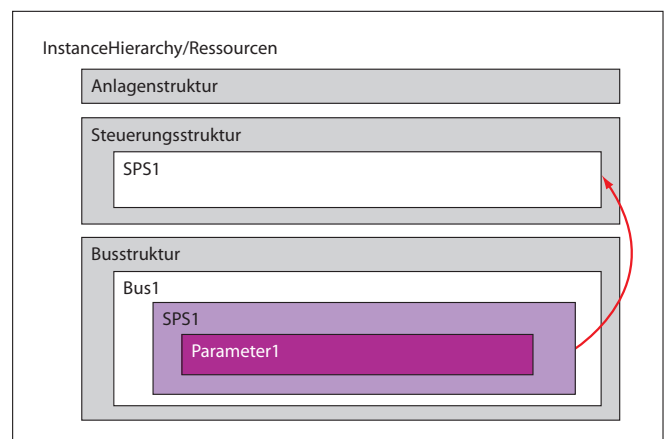 InstanceHierarchy/Ressourcen
Anlagenstruktur
Steuerungsstruktur
SPS1
Busstruktur
Bus1
SPS1
Parameter1